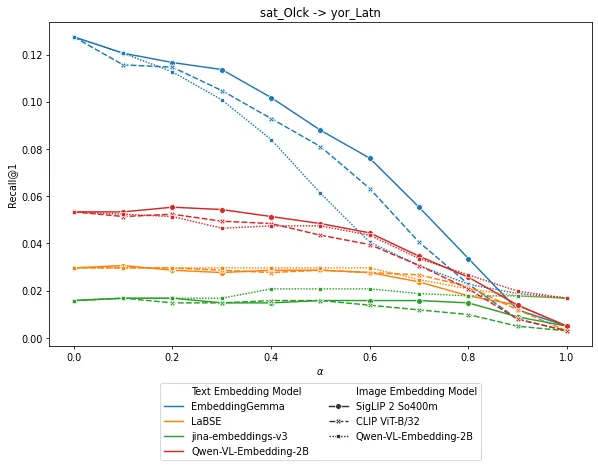 sat_Olck -> yor_Latn
0.12
0.10
0.08
0.06
0.04
0.02
0.00
Recall@1
0.0 0.2 0.4 0.6 0.8 1.0
α
Text Embedding Model
EmbeddingGemma
LaBSE
jina-embeddings-v3
Qwen-VL-Embedding-2B
Image Embedding Model
SigLIP 2 So400m
CLIP ViT-B/32
Qwen-VL-Embedding-2B